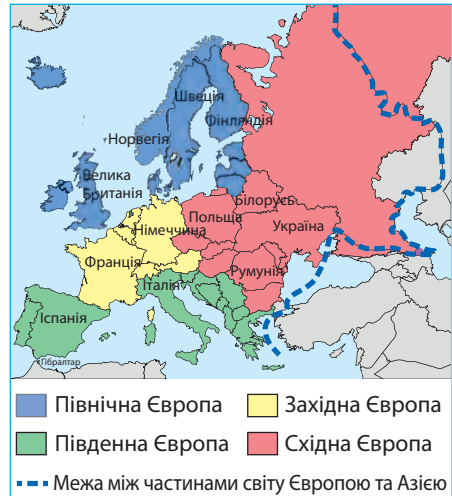 Швеція
Фінляндія
Норвегія
Велика
Британія
Білорусь
Польща
Німеччина
Україна
Франція
Румунія
Італія
Іспанія
Гібралтар
Північна Європа
Західна Європа
Південна Європа
Східна Європа
Межа між частинами світу Європою та Азією